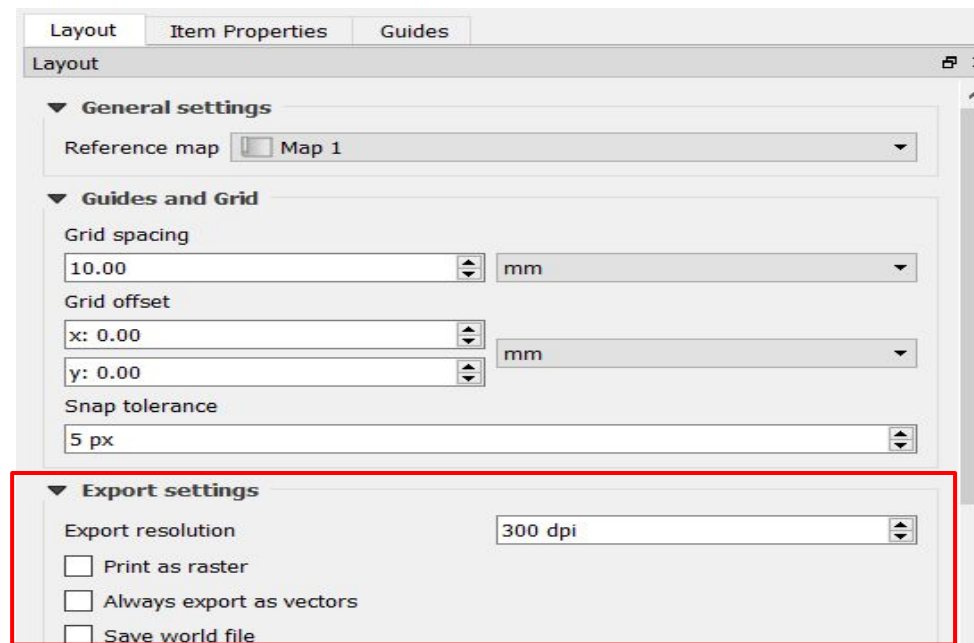 Layout Item Properties Guides
Layout
General settings
Reference map Map 1
Guides and Grid
Grid spacing
10.00 mm
Grid offset
x: 0.00
mm
y: 0.00
Snap tolerance
5 px
Export settings
Export resolution 300 dpi
Print as raster
Always export as vectors
Save world file